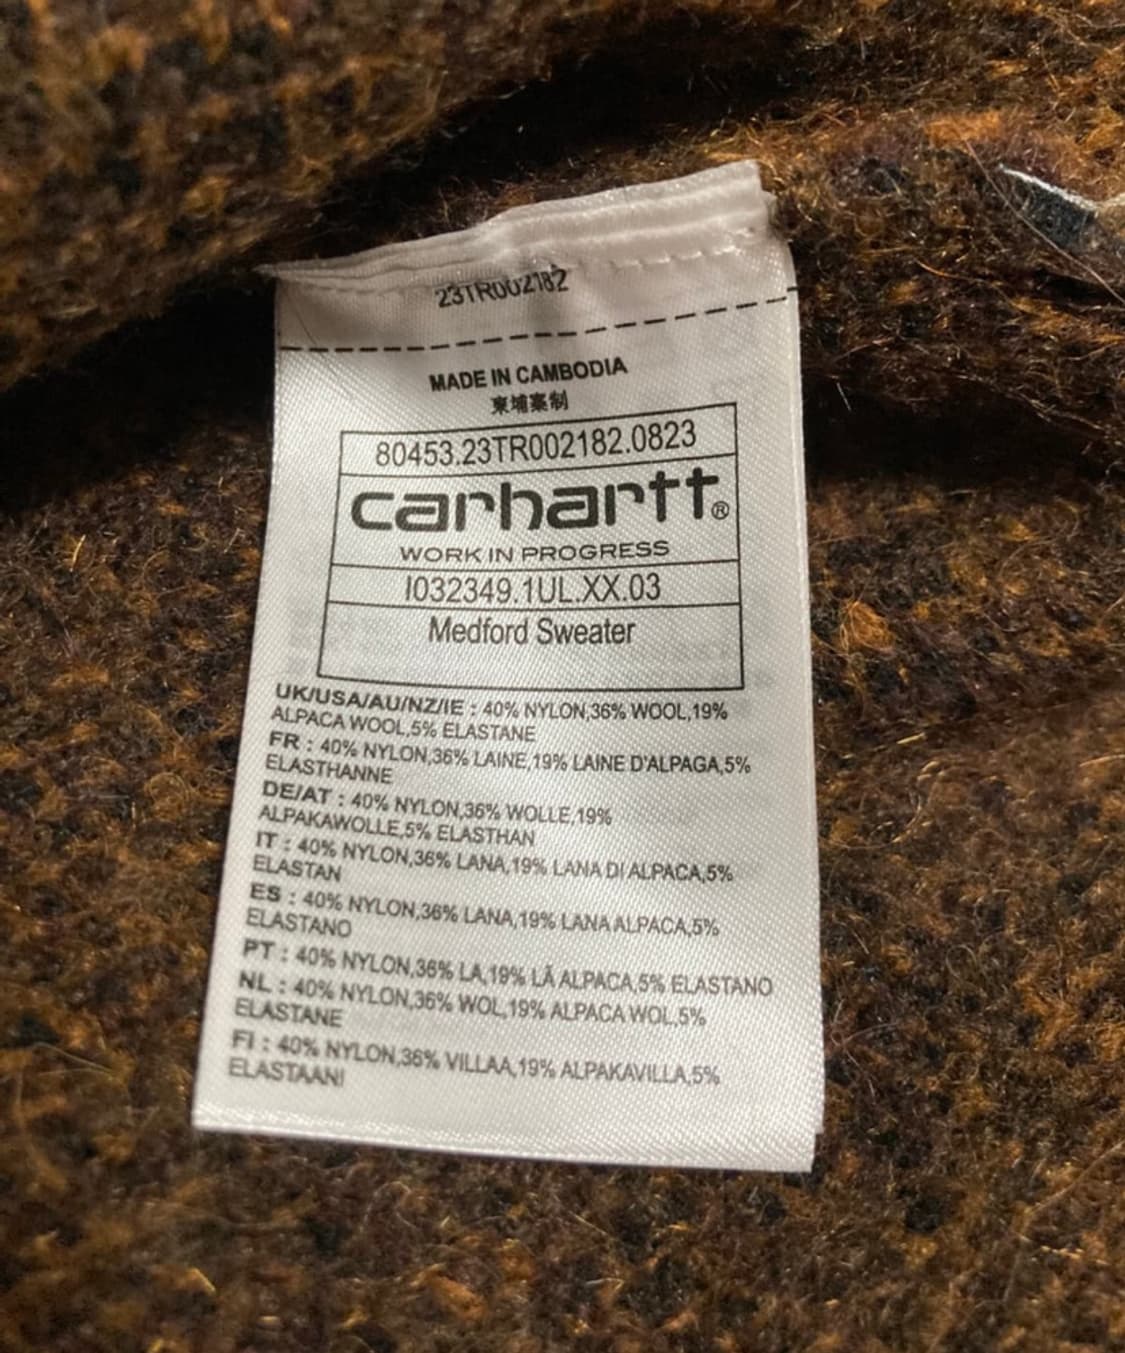 23TR002182
MADE IN CAMBODIA
柬埔寨制
80453.23TR002182.0823
carhartt®
WORK IN PROGRESS
I032349.1UL.XX.03
Medford Sweater
UK/USA/AU/NZ/IE : 40% NYLON,36% WOOL,19%
ALPACA WOOL,5% ELASTANE
FR : 40% NYLON,36% LAINE,19% LAINE D'ALPAGA,5%
ELASTHANNE
DE/AT : 40% NYLON,36% WOLLE,19%
ALPAKAWOLLE,5% ELASTHAN
IT : 40% NYLON,36% LANA,19% LANA DI ALPACA,5%
ELASTAN
ES : 40% NYLON,36% LANA,19% LANA ALPACA,5%
ELASTANO
PT : 40% NYLON,36% LA,19% LÃ ALPACA,5% ELASTANO
NL : 40% NYLON,36% WOL,19% ALPACA WOL,5%
ELASTANE
FI : 40% NYLON,36% VILLAA,19% ALPAKAVILLA,5%
ELASTAANI